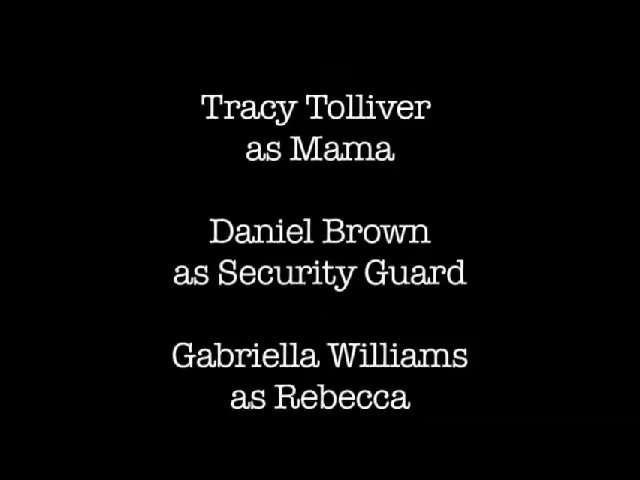 Tracy Tolliver
as Mama
Daniel Brown
as Security Guard
Gabriella Williams
as Rebecca